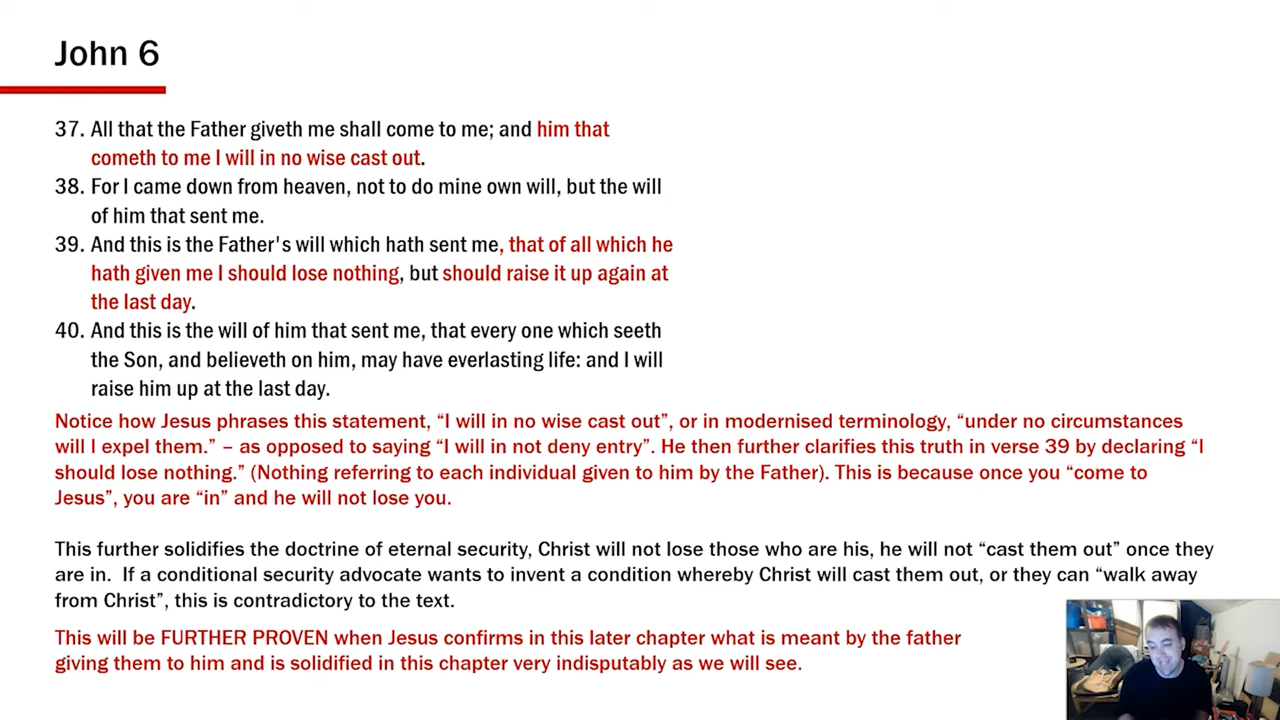 John 6
37. All that the Father giveth me shall come to me; and him that
cometh to me I will in no wise cast out.
38. For I came down from heaven, not to do mine own will, but the will
of him that sent me.
39. And this is the Father's will which hath sent me, that of all which he
hath given me I should lose nothing, but should raise it up again at
the last day.
40. And this is the will of him that sent me, that every one which seeth
the Son, and believeth on him, may have everlasting life: and I will
raise him up at the last day.
Notice how Jesus phrases this statement, “I will in no wise cast out”, or in modernised terminology, “under no circumstances
will I expel them.” – as opposed to saying “I will in not deny entry”. He then further clarifies this truth in verse 39 by declaring “I
should lose nothing.” (Nothing referring to each individual given to him by the Father). This is because once you “come to
Jesus”, you are “in” and he will not lose you.
This further solidifies the doctrine of eternal security, Christ will not lose those who are his, he will not “cast them out” once they
are in.  If a conditional security advocate wants to invent a condition whereby Christ will cast them out, or they can “walk away
from Christ”, this is contradictory to the text.
This will be FURTHER PROVEN when Jesus confirms in this later chapter what is meant by the father
giving them to him and is solidified in this chapter very indisputably as we will see.